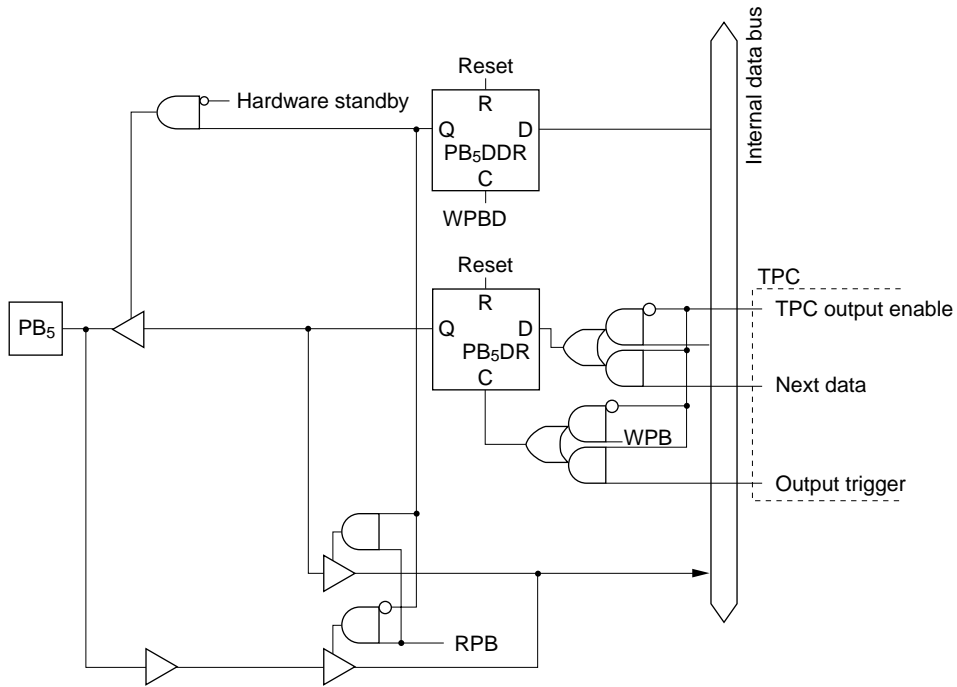 Reset
Hardware standby
R
Q D
PB₅DDR
C
WPBD
Internal data bus
Reset
TPC
R
TPC output enable
PB₅
Q D
PB₅DR
C
Next data
WPB
Output trigger
RPB